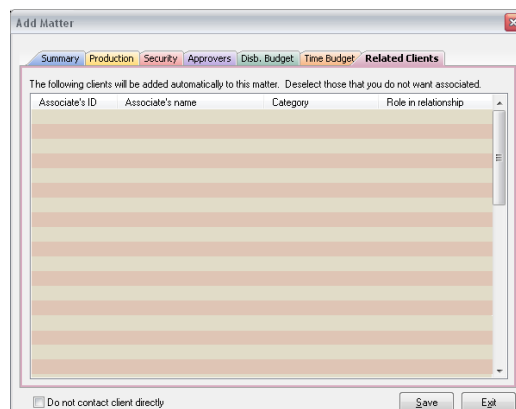 Add Matter
Summary Production Security Approvers Disb. Budget Time Budget Related Clients
The following clients will be added automatically to this matter. Deselect those that you do not want associated.
Associate's ID Associate's name Category Role in relationship
Do not contact client directly Save Exit